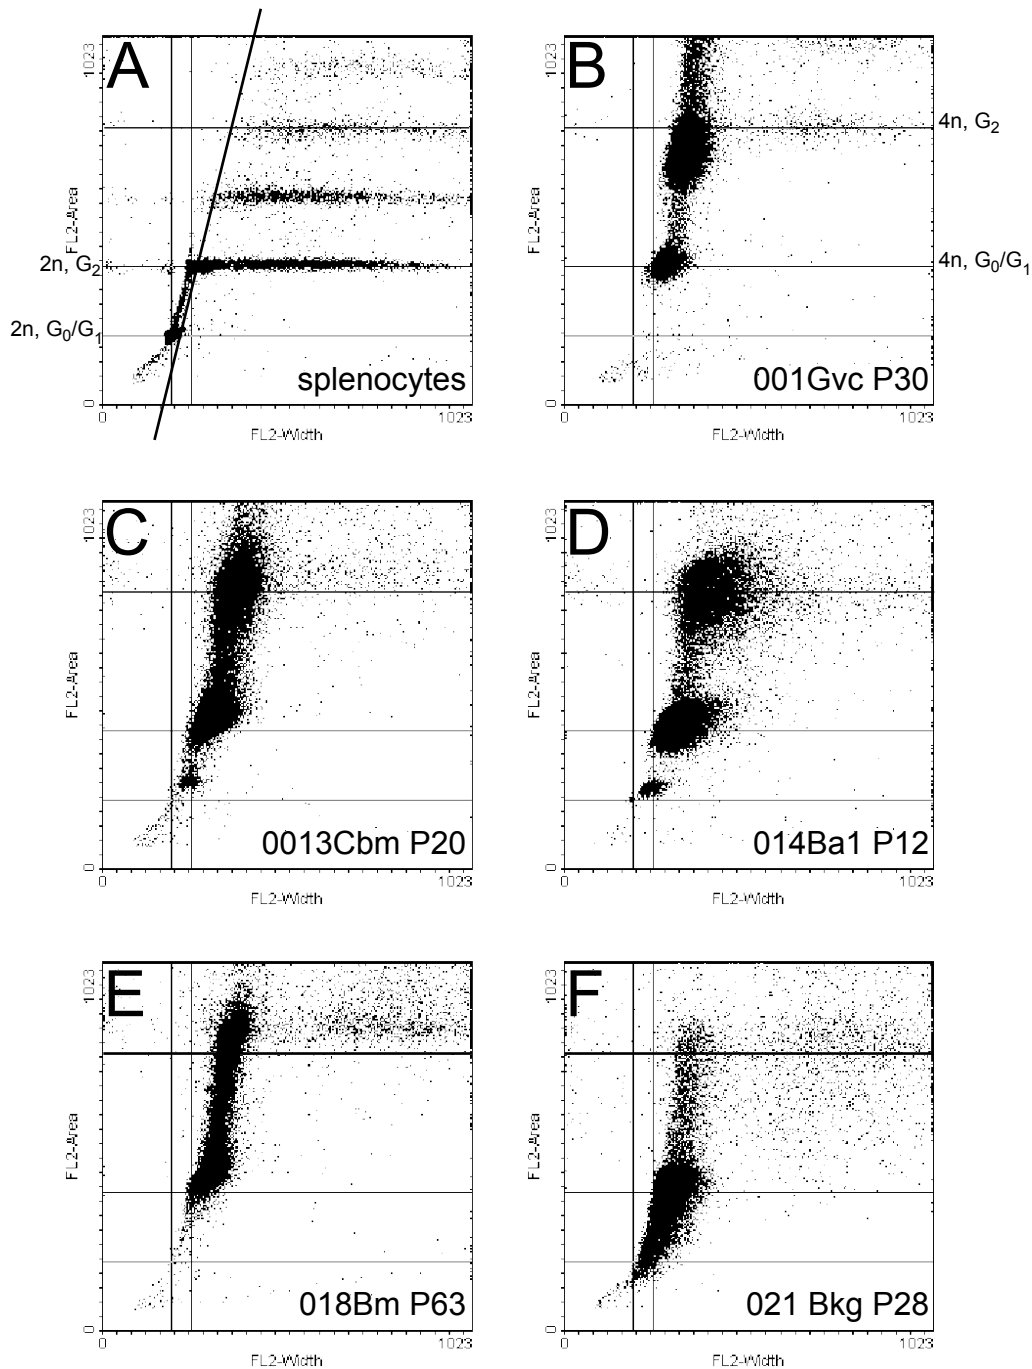 A
1023
FL2-Area
2n, G2
2n, G0/G1
splenocytes
0
0
1023
FL2-Width
B
1023
FL2-Area
4n, G2
4n, G0/G1
001Gvc P30
0
0
1023
FL2-Width
C
1023
FL2-Area
0013Cbm P20
0
0
1023
FL2-Width
D
1023
FL2-Area
014Ba1 P12
0
0
1023
FL2-Width
E
1023
FL2-Area
018Bm P63
0
0
1023
FL2-Width
F
1023
FL2-Area
021 Bkg P28
0
0
1023
FL2-Width